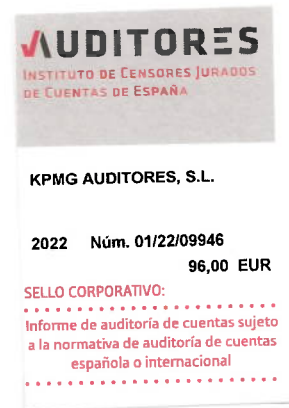 AUDITORES
INSTITUTO DE CENSORES JURADOS
DE CUENTAS DE ESPAÑA
KPMG AUDITORES, S.L.
2022 Núm. 01/22/09946
96,00 EUR
SELLO CORPORATIVO:
Informe de auditoría de cuentas sujeto
a la normativa de auditoría de cuentas
española o internacional